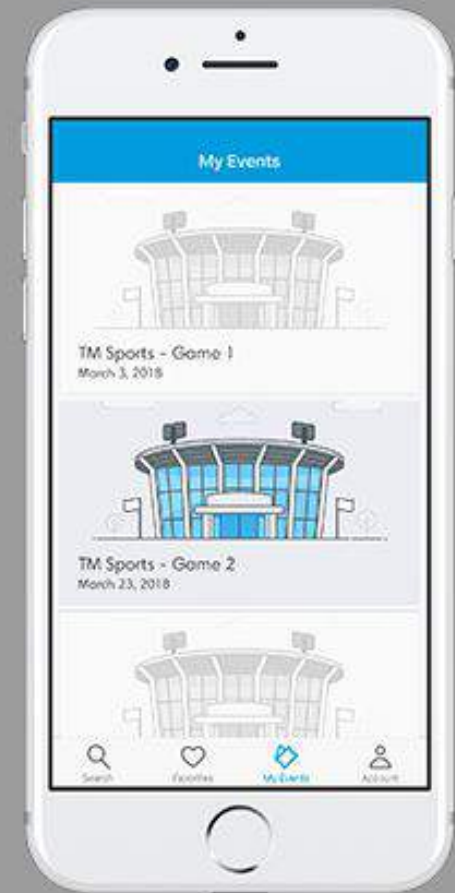 My Events
TM Sports - Game 1
March 3, 2018
TM Sports - Game 2
March 23, 2018
Search
Favorites
My Events
Account